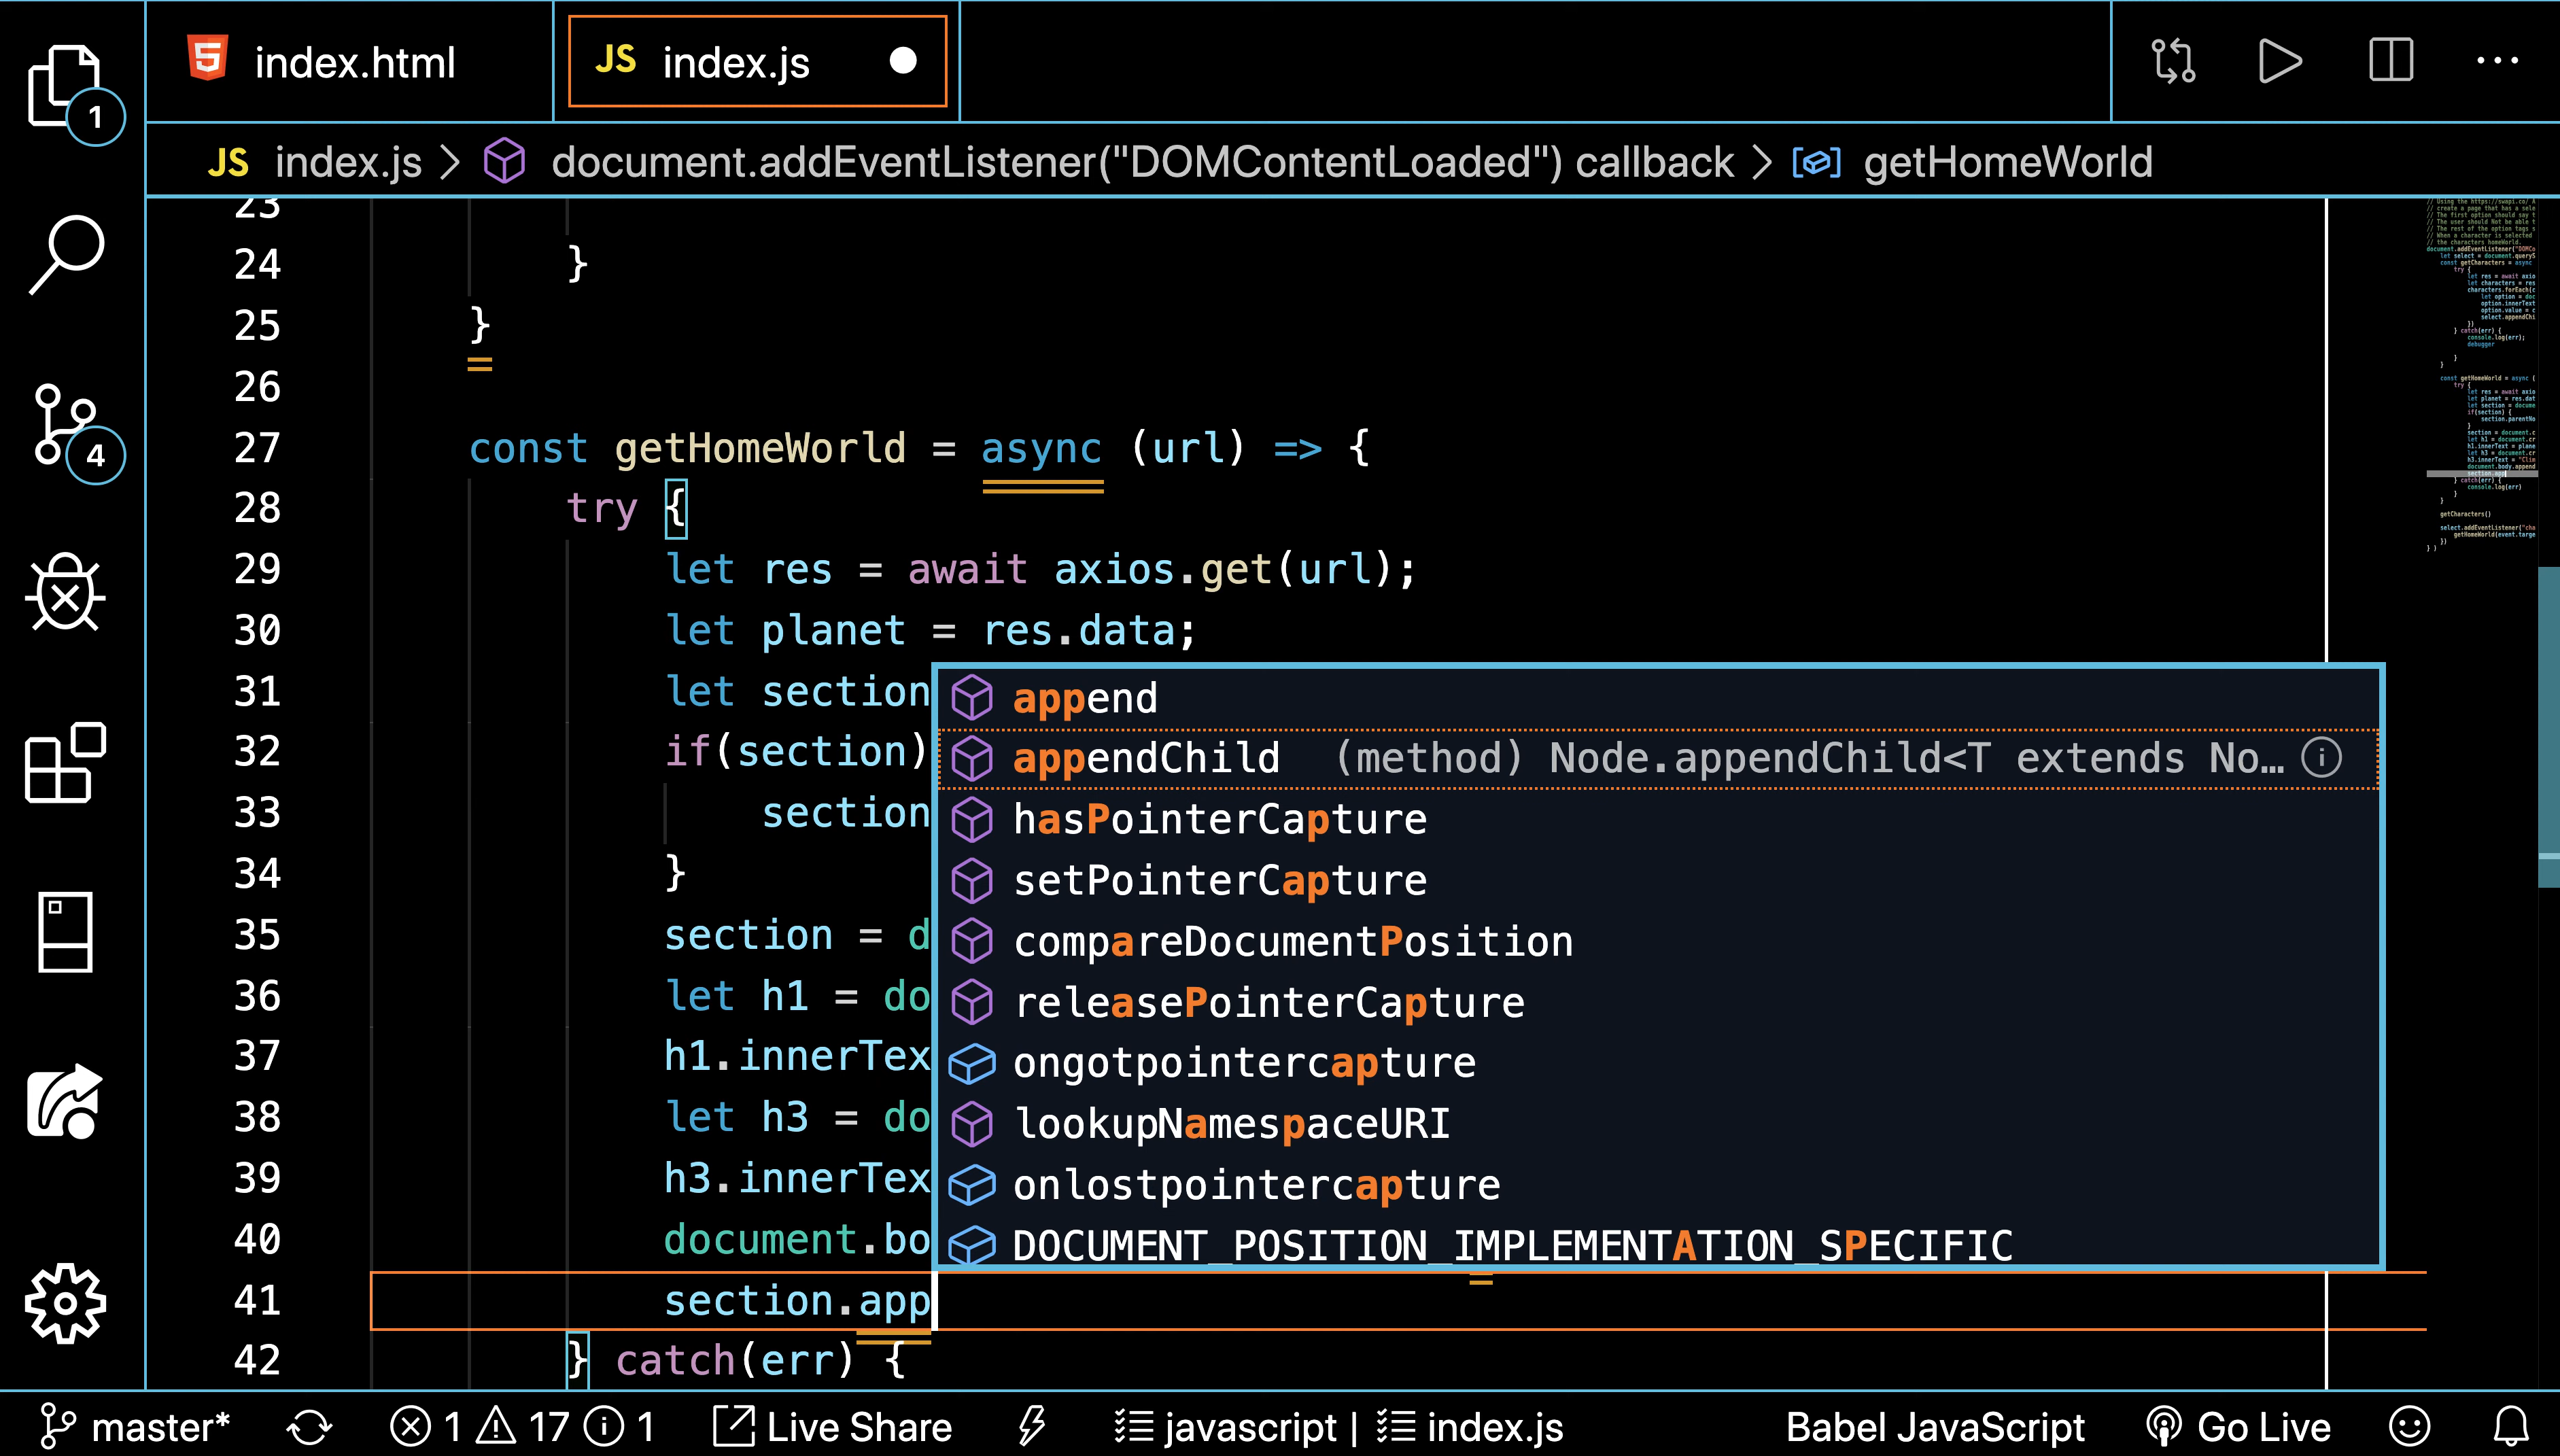 index.html
JS index.js
1
JS index.js > document.addEventListener("DOMContentLoaded") callback > getHomeWorld
23
24 }
25 }
26
27 const getHomeWorld = async (url) => {
28 try {
29 let res = await axios.get(url);
30 let planet = res.data;
31 let section
32 if(section)
33 section
34 }
35 section = d
36 let h1 = do
37 h1.innerTex
38 let h3 = do
39 h3.innerTex
40 document.bo
41 section.app
42 } catch(err) {
append
appendChild (method) Node.appendChild<T extends No…
hasPointerCapture
setPointerCapture
compareDocumentPosition
releasePointerCapture
ongotpointercapture
lookupNamespaceURI
onlostpointercapture
DOCUMENT_POSITION_IMPLEMENTATION_SPECIFIC
4
master* 1 17 1 Live Share javascript | index.js Babel JavaScript Go Live